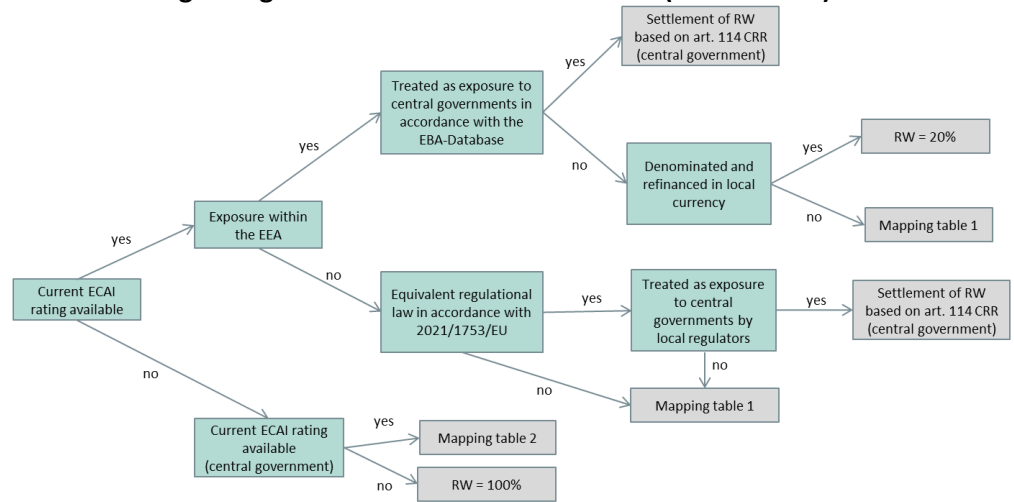 Settlement of RW
based on art. 114 CRR
(central government)
yes
Treated as exposure to
central governments in
accordance with the
EBA-Database
RW = 20%
yes
yes
no
Denominated and
refinanced in local
currency
Exposure within
the EEA
no
Mapping table 1
yes
no
Current ECAI
rating available
Equivalent regulational
law in accordance with
2021/1753/EU
yes
Treated as exposure
to central
governments by
local regulators
yes
Settlement of RW
based on art. 114 CRR
(central government)
no
no
no
Mapping table 1
Current ECAI rating
available
(central government)
yes
Mapping table 2
no
RW = 100%